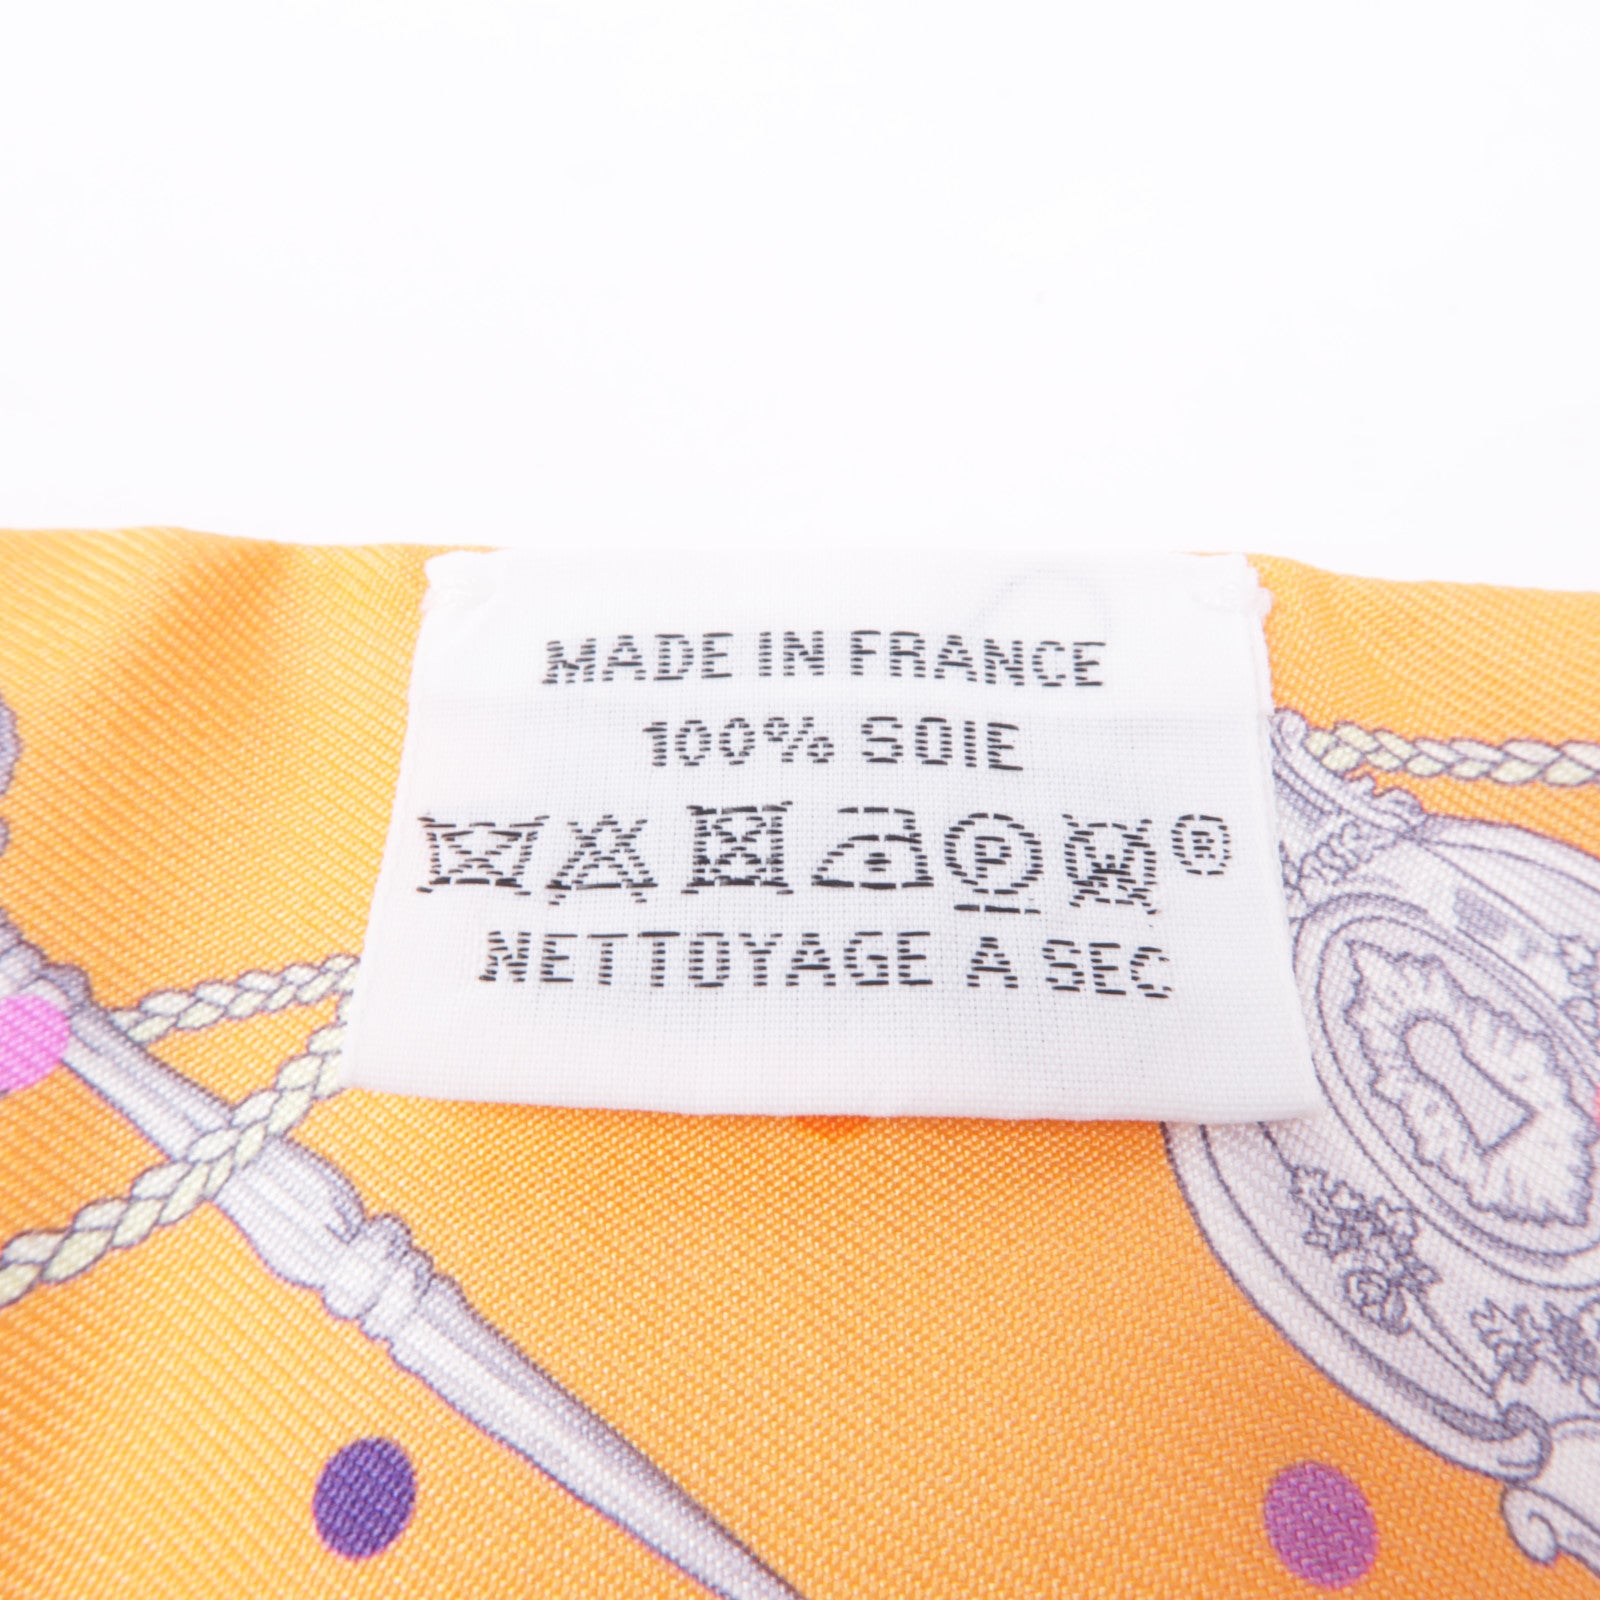 MADE IN FRANCE
100% SOIE
P W ®
NETTOYAGE A SEC